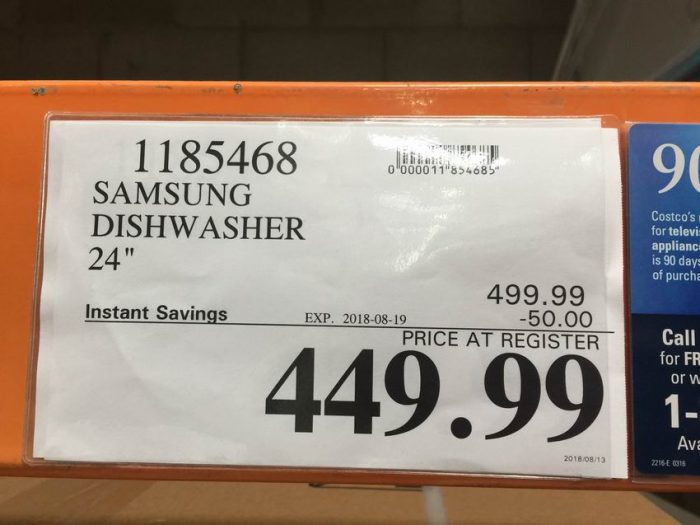 1185468
0"000011"854685"
SAMSUNG
DISHWASHER
24"
499.99
Instant Savings EXP. 2018-08-19 -50.00
PRICE AT REGISTER
449.99
2018/08/13
90
Costco's
for televi
applianc
is 90 days
of purcha
Call
for FR
or w
1-
Ava
2216-E 0316